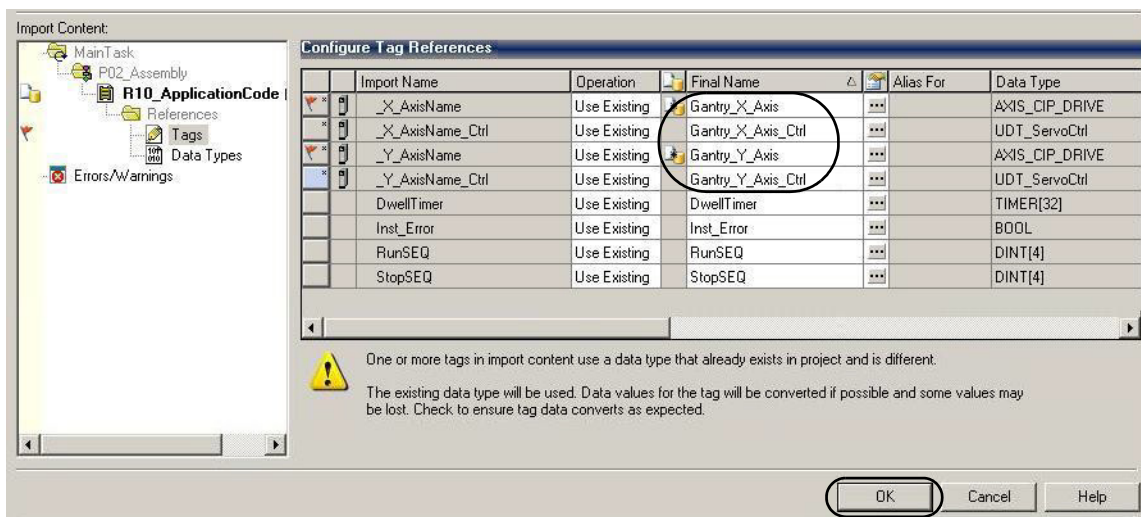 Import Content:
MainTask
P02_Assembly
R10_ApplicationCode
References
Tags
Data Types
Errors/Warnings
Configure Tag References
Import Name Operation Final Name Alias For Data Type
_X_AxisName Use Existing Gantry_X_Axis ... AXIS_CIP_DRIVE
_X_AxisName_Ctrl Use Existing Gantry_X_Axis_Ctrl ... UDT_ServoCtrl
_Y_AxisName Use Existing Gantry_Y_Axis ... AXIS_CIP_DRIVE
_Y_AxisName_Ctrl Use Existing Gantry_Y_Axis_Ctrl ... UDT_ServoCtrl
DwellTimer Use Existing DwellTimer ... TIMER[32]
Inst_Error Use Existing Inst_Error ... BOOL
RunSEQ Use Existing RunSEQ ... DINT[4]
StopSEQ Use Existing StopSEQ ... DINT[4]
One or more tags in import content use a data type that already exists in project and is different.
The existing data type will be used. Data values for the tag will be converted if possible and some values may
be lost. Check to ensure tag data converts as expected.
OK Cancel Help